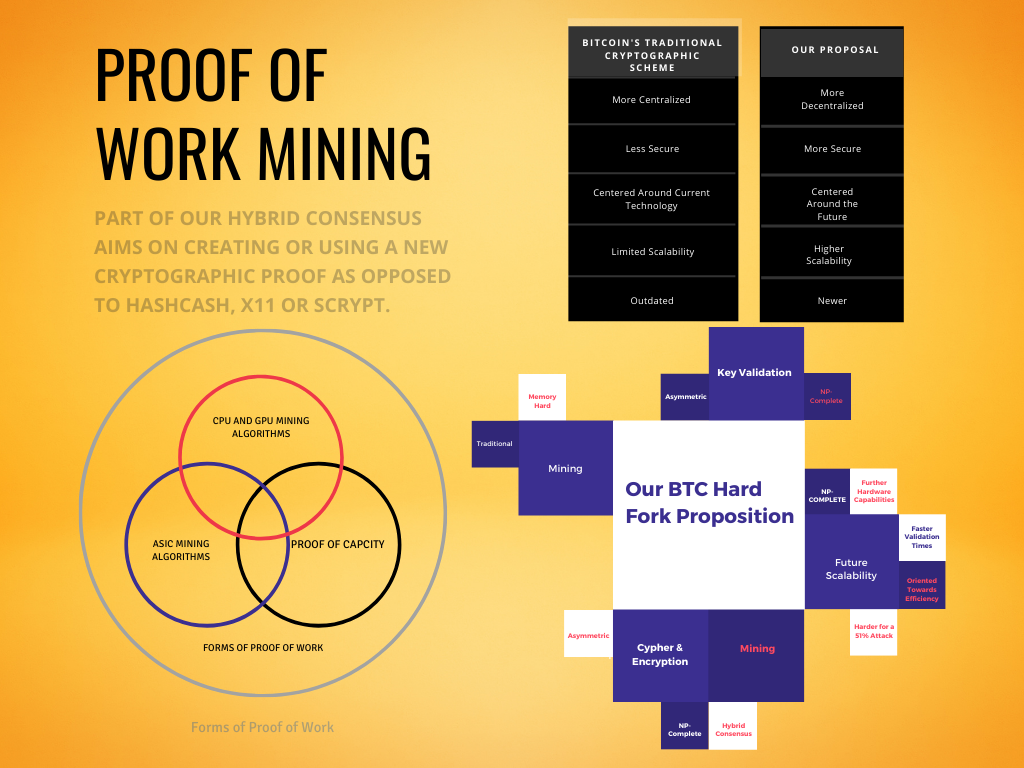 PROOF OF
WORK MINING
PART OF OUR HYBRID CONSENSUS
AIMS ON CREATING OR USING A NEW
CRYPTOGRAPHIC PROOF AS OPPOSED
TO HASHCASH, X11 OR SCRYPT.
BITCOIN'S TRADITIONAL
CRYPTOGRAPHIC
SCHEME
More Centralized
Less Secure
Centered Around Current
Technology
Limited Scalability
Outdated
OUR PROPOSAL
More
Decentralized
More Secure
Centered
Around the
Future
Higher
Scalability
Newer
CPU AND GPU MINING
ALGORITHMS
ASIC MINING
ALGORITHMS
PROOF OF CAPCITY
FORMS OF PROOF OF WORK
Forms of Proof of Work
Key Validation
Asymmetric
NP-
Complete
Memory
Hard
Traditional
Mining
Our BTC Hard
Fork Proposition
NP-
COMPLETE
Further
Hardware
Capabilities
Future
Scalability
Faster
Validation
Times
Oriented
Towards
Efficiency
Harder for a
51% Attack
Asymmetric
Cypher &
Encryption
Mining
NP-
Complete
Hybrid
Consensus